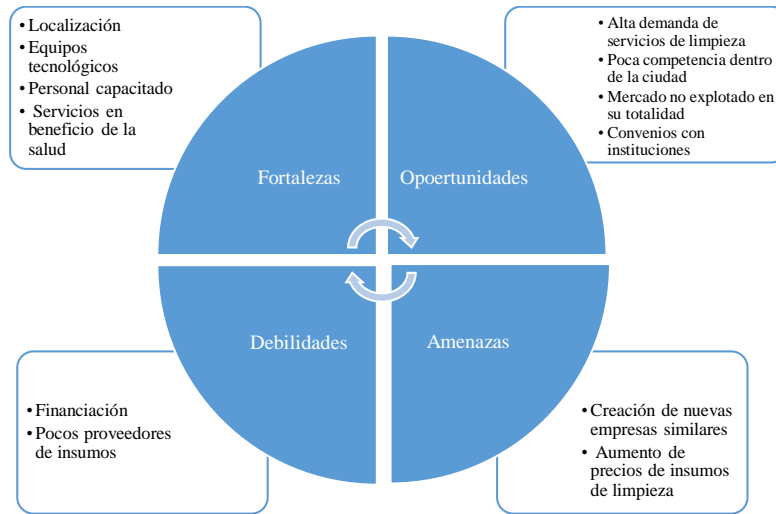 • Localización
• Equipos
tecnológicos
• Personal capacitado
• Servicios en
beneficio de la
salud
• Alta demanda de
servicios de limpieza
• Poca competencia dentro
de la ciudad
• Mercado no explotado en
su totalidad
• Convenios con
instituciones
Fortalezas
Opoertunidades
Debilidades
Amenazas
• Financiación
• Pocos proveedores
de insumos
• Creación de nuevas
empresas similares
• Aumento de
precios de insumos
de limpieza